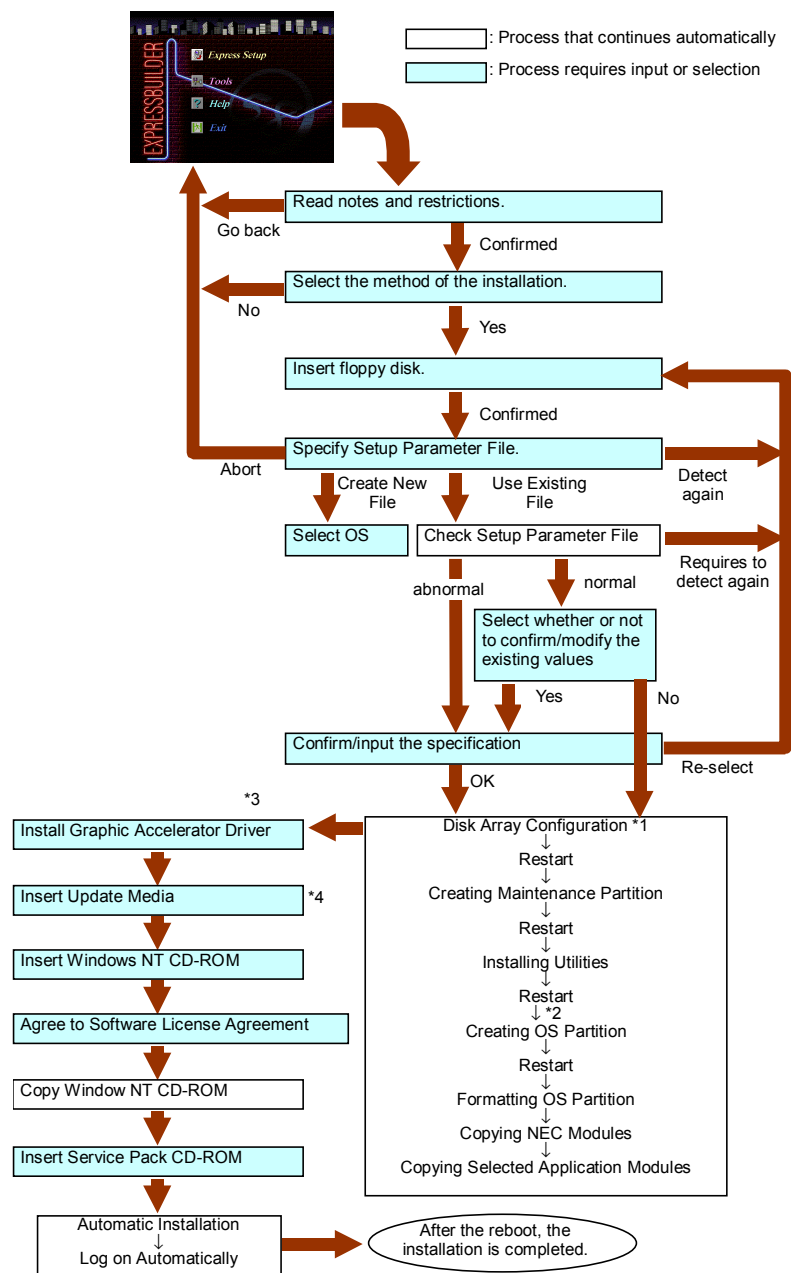 EXPRESSBUILDER
Express Setup
Tools
Help
Exit
: Process that continues automatically
: Process requires input or selection
Read notes and restrictions.
Go back
Confirmed
Select the method of the installation.
No
Yes
Insert floppy disk.
Confirmed
Specify Setup Parameter File.
Abort
Detect
again
Create New
File
Use Existing
File
Select OS
Check Setup Parameter File
Requires to
detect again
abnormal
normal
Select whether or not
to confirm/modify the
existing values
Yes
No
Confirm/input the specification
Re-select
OK
*3
Install Graphic Accelerator Driver
Insert Update Media
*4
Insert Windows NT CD-ROM
Agree to Software License Agreement
Copy Window NT CD-ROM
Insert Service Pack CD-ROM
Automatic Installation
↓
Log on Automatically
Disk Array Configuration *1
↓
Restart
↓
Creating Maintenance Partition
↓
Restart
↓
Installing Utilities
↓
Restart
↓ *2
Creating OS Partition
↓
Restart
↓
Formatting OS Partition
↓
Copying NEC Modules
↓
Copying Selected Application Modules
After the reboot, the
installation is completed.